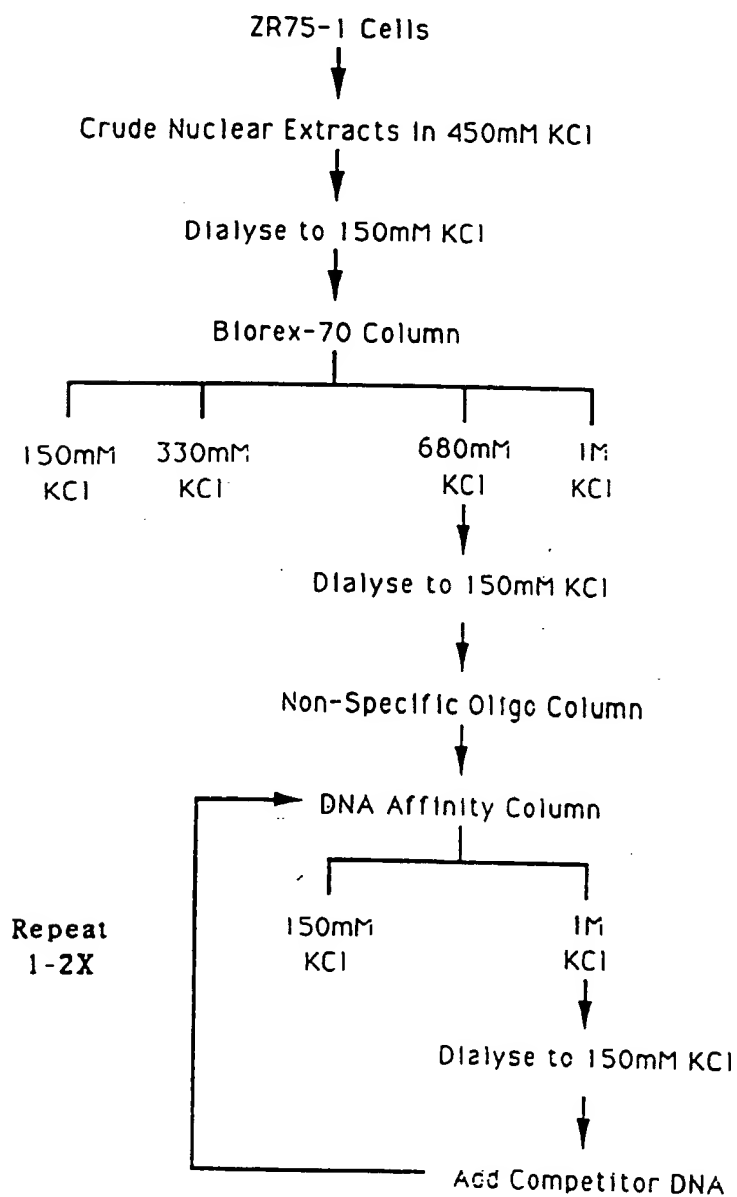 ZR75-1 Cells
Crude Nuclear Extracts in 450mM KCl
Dialyse to 150mM KCl
Biorex-70 Column
150mM 330mM 680mM 1M
KCl KCl KCl KCl
Dialyse to 150mM KCl
Non-Specific Oligo Column
DNA Affinity Column
Repeat 150mM 1M
1-2X KCl KCl
Dialyse to 150mM KCl
Add Competitor DNA